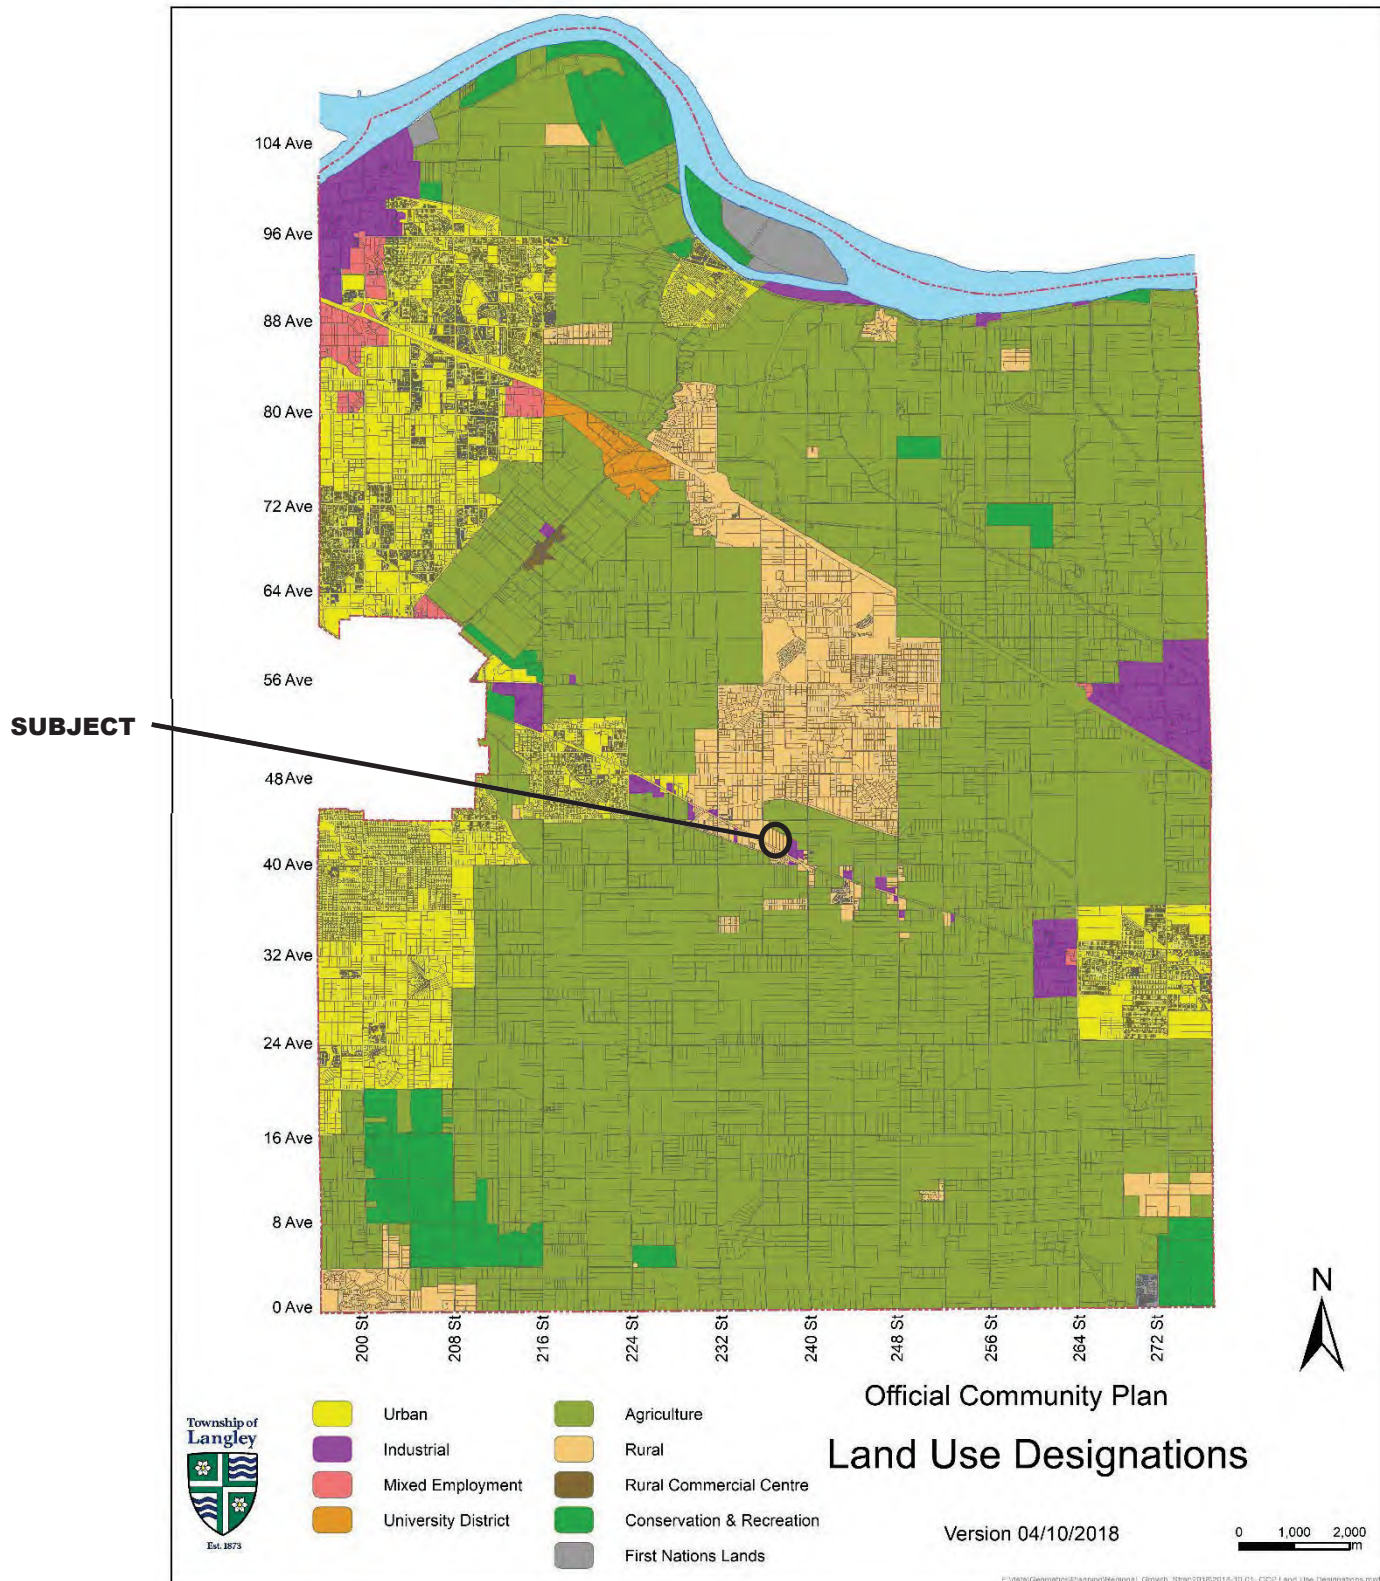 104 Ave
96 Ave
88 Ave
80 Ave
72 Ave
64 Ave
56 Ave
SUBJECT
48 Ave
40 Ave
32 Ave
24 Ave
16 Ave
8 Ave
0 Ave
200 St
208 St
216 St
224 St
232 St
240 St
248 St
256 St
264 St
272 St
N
Official Community Plan
Land Use Designations
Version 04/10/2018
0 1,000 2,000
m
Township of
Langley
Est. 1873
Urban
Industrial
Mixed Employment
University District
Agriculture
Rural
Rural Commercial Centre
Conservation & Recreation
First Nations Lands